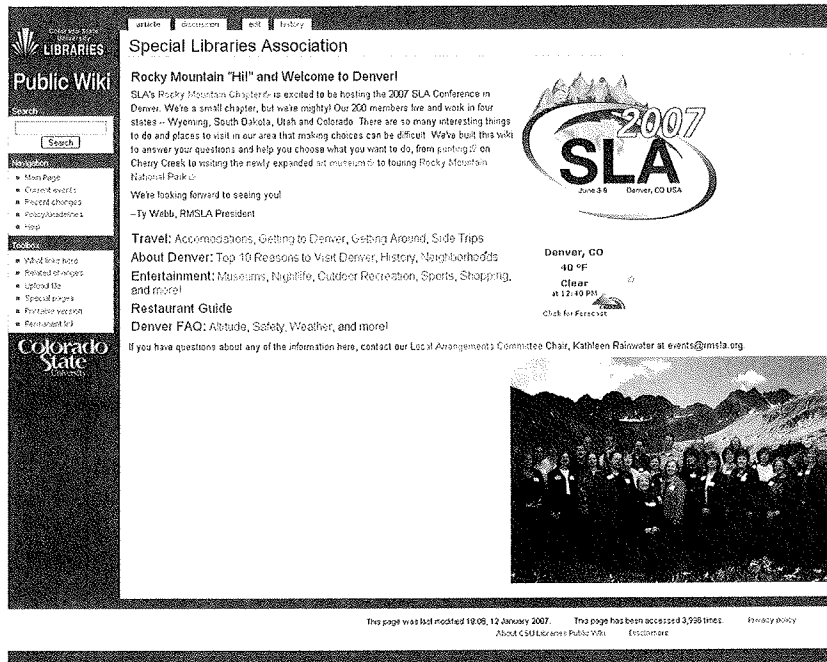 article discussion edit history
Colorado State
University
LIBRARIES
Public Wiki
Search
Search
Navigation
Main Page
Current events
Recent changes
Policy/Guidelines
Help
Toolbox
What links here
Related changes
Upload file
Special pages
Printable version
Permanent link
Colorado
State
University
Special Libraries Association
Rocky Mountain "Hi!" and Welcome to Denver!
SLA's Rocky Mountain Chapter is excited to be hosting the 2007 SLA Conference in
Denver. We're a small chapter, but we're mighty! Our 200 members live and work in four
states -- Wyoming, South Dakota, Utah and Colorado. There are so many interesting things
to do and places to visit in our area that making choices can be difficult. We've built this wiki
to answer your questions and help you choose what you want to do, from punting on
Cherry Creek to visiting the newly expanded art museum to touring Rocky Mountain
National Park
We're looking forward to seeing you!
--Ty Webb, RMSLA President
2007
SLA
June 3-6 Denver, CO USA
Travel: Accomodations, Getting to Denver, Getting Around, Side Trips
About Denver: Top 10 Reasons to Visit Denver, History, Neighborhoods
Entertainment: Museums, Nightlife, Outdoor Recreation, Sports, Shopping,
and more!
Restaurant Guide
Denver FAQ: Altitude, Safety, Weather, and more!
Denver, CO
40 °F
Clear
at 12:40 PM
Click for Forecast
If you have questions about any of the information here, contact our Local Arrangements Committee Chair, Kathleen Rainwater at events@rmsla.org.
This page was last modified 18:08, 12 January 2007. This page has been accessed 3,998 times. Privacy policy
About CSU Libraries Public Wiki Disclaimers